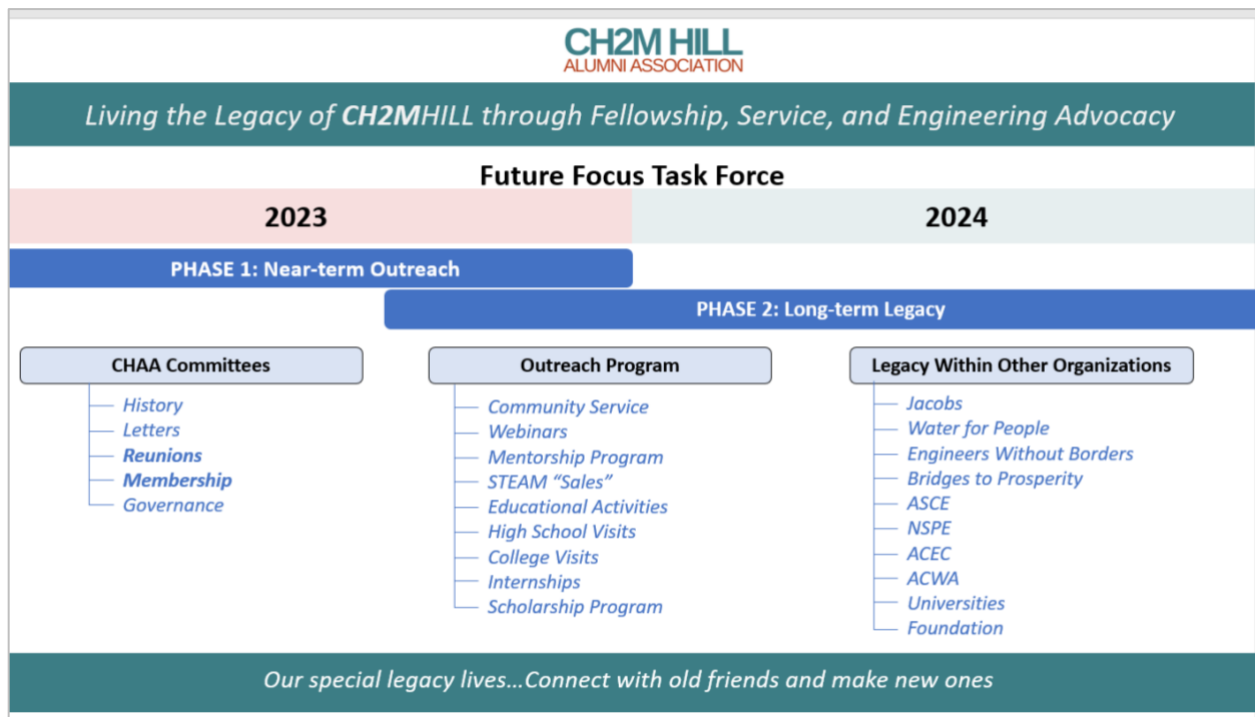 CH2M HILL
ALUMNI ASSOCIATION
Living the Legacy of CH2MHILL through Fellowship, Service, and Engineering Advocacy
Future Focus Task Force
2023
2024
PHASE 1: Near-term Outreach
PHASE 2: Long-term Legacy
CHAA Committees
History
Letters
Reunions
Membership
Governance
Outreach Program
Community Service
Webinars
Mentorship Program
STEAM “Sales”
Educational Activities
High School Visits
College Visits
Internships
Scholarship Program
Legacy Within Other Organizations
Jacobs
Water for People
Engineers Without Borders
Bridges to Prosperity
ASCE
NSPE
ACEC
ACWA
Universities
Foundation
Our special legacy lives...Connect with old friends and make new ones